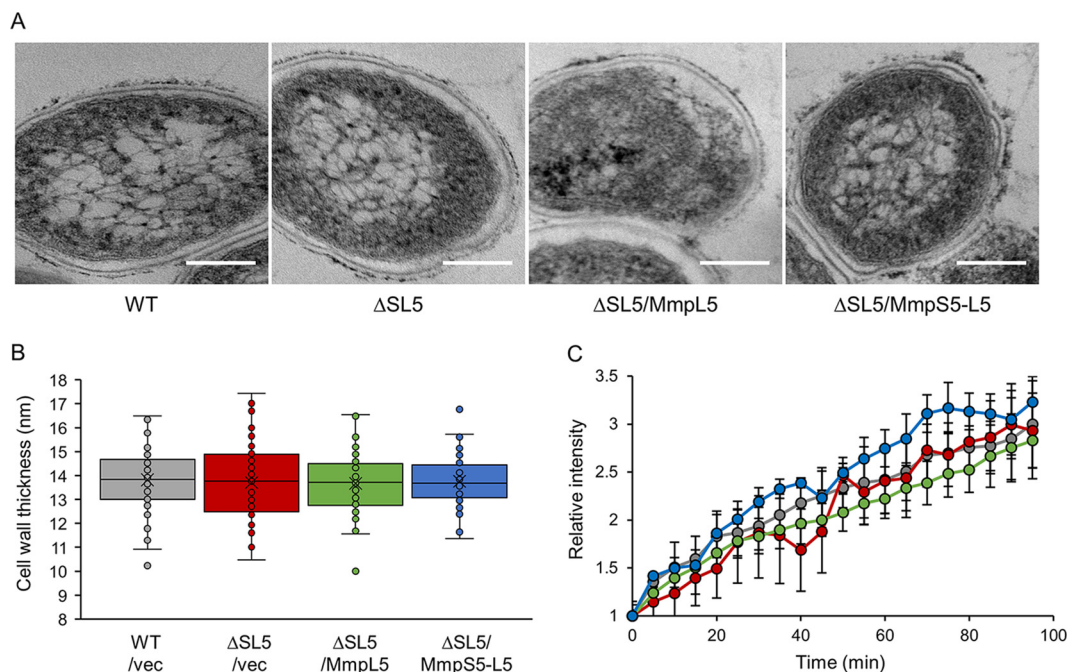 A
WT
ΔSL5
ΔSL5/MmpL5
ΔSL5/MmpS5-L5
B
Cell wall thickness (nm)
18
17
16
15
14
13
12
11
10
9
8
WT
/vec
ΔSL5
/vec
ΔSL5
/MmpL5
ΔSL5/
MmpS5-L5
C
Relative intensity
3.5
3
2.5
2
1.5
1
0
20
40
60
80
100
Time (min)